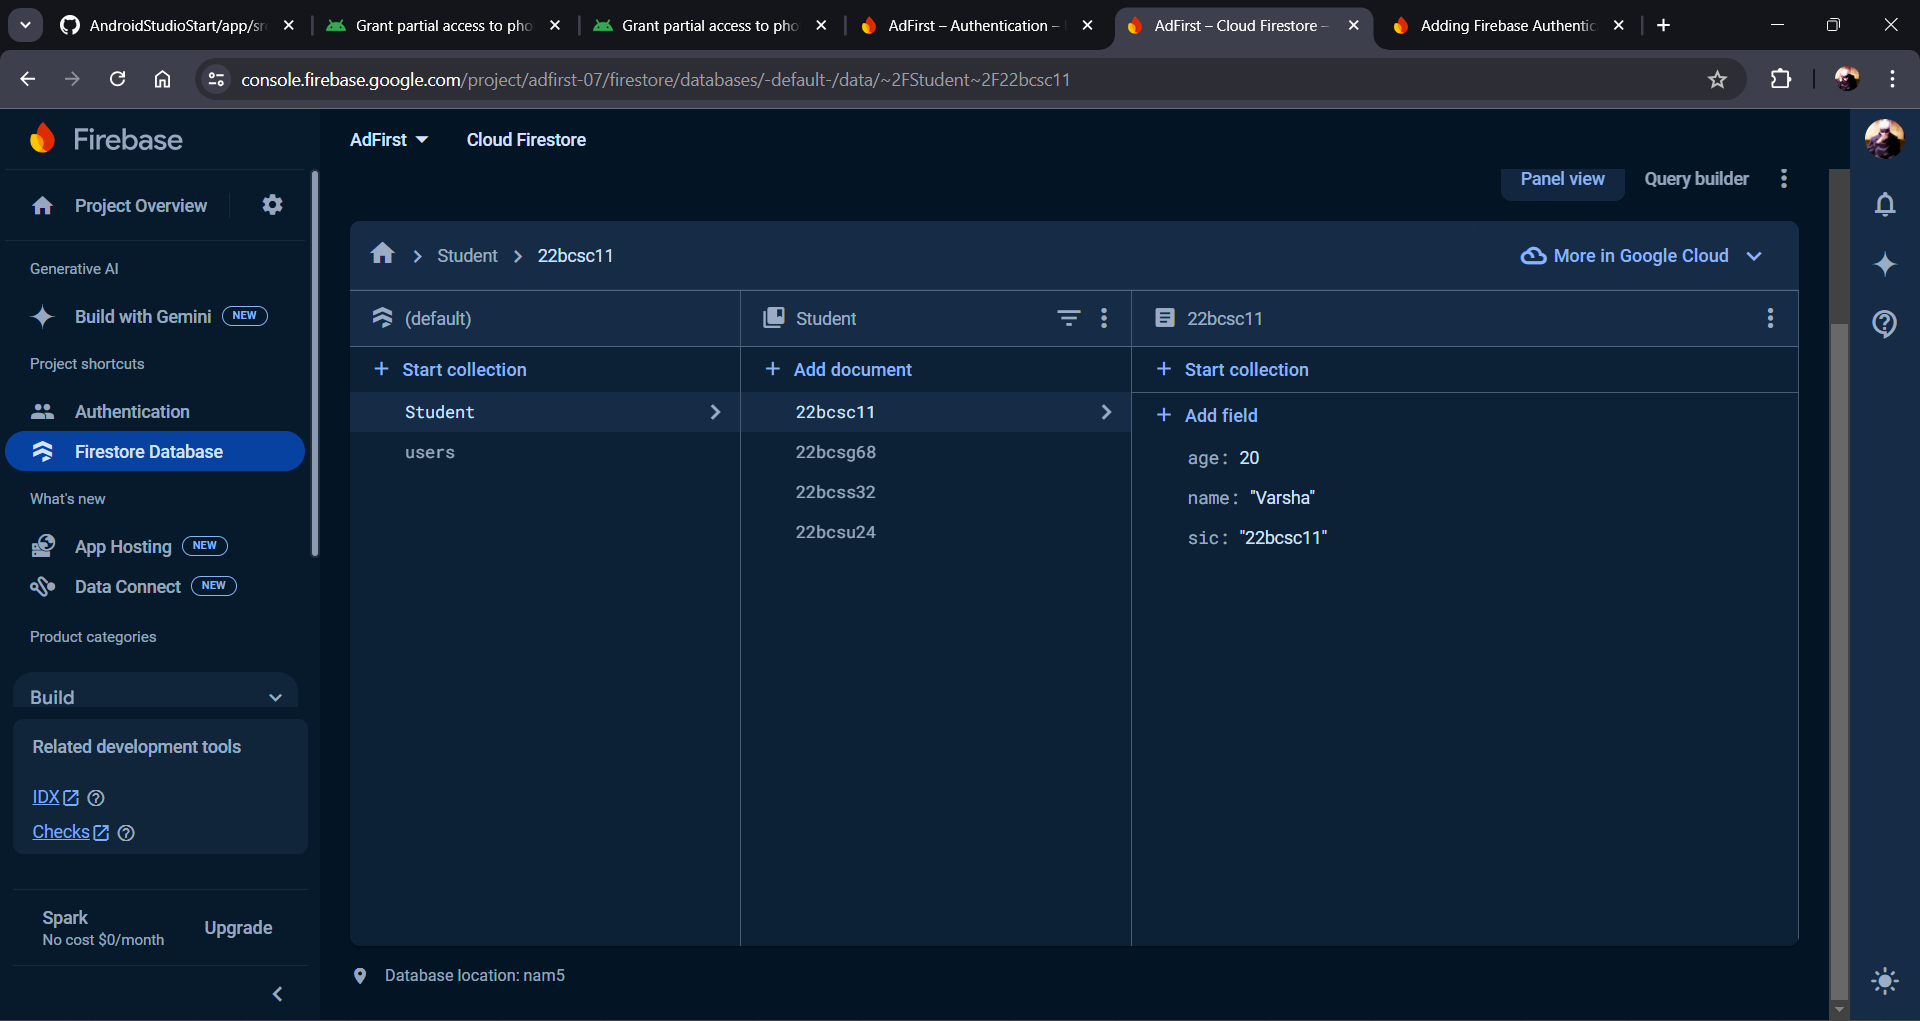 AndroidStudioStart/app/sr
Grant partial access to pho
Grant partial access to pho
AdFirst – Authentication –
AdFirst – Cloud Firestore –
Adding Firebase Authentic
console.firebase.google.com/project/adfirst-07/firestore/databases/-default-/data/~2FStudent~2F22bcsc11
Firebase
AdFirst
Cloud Firestore
Panel view
Query builder
Project Overview
Generative AI
Build with Gemini NEW
Project shortcuts
Authentication
Firestore Database
What's new
App Hosting NEW
Data Connect NEW
Product categories
Build
Related development tools
IDX
Checks
Spark
No cost $0/month
Upgrade
Student
22bcsc11
More in Google Cloud
(default)
Start collection
Student
users
Student
Add document
22bcsc11
22bcsg68
22bcss32
22bcsu24
22bcsc11
Start collection
Add field
age: 20
name: "Varsha"
sic: "22bcsc11"
Database location: nam5